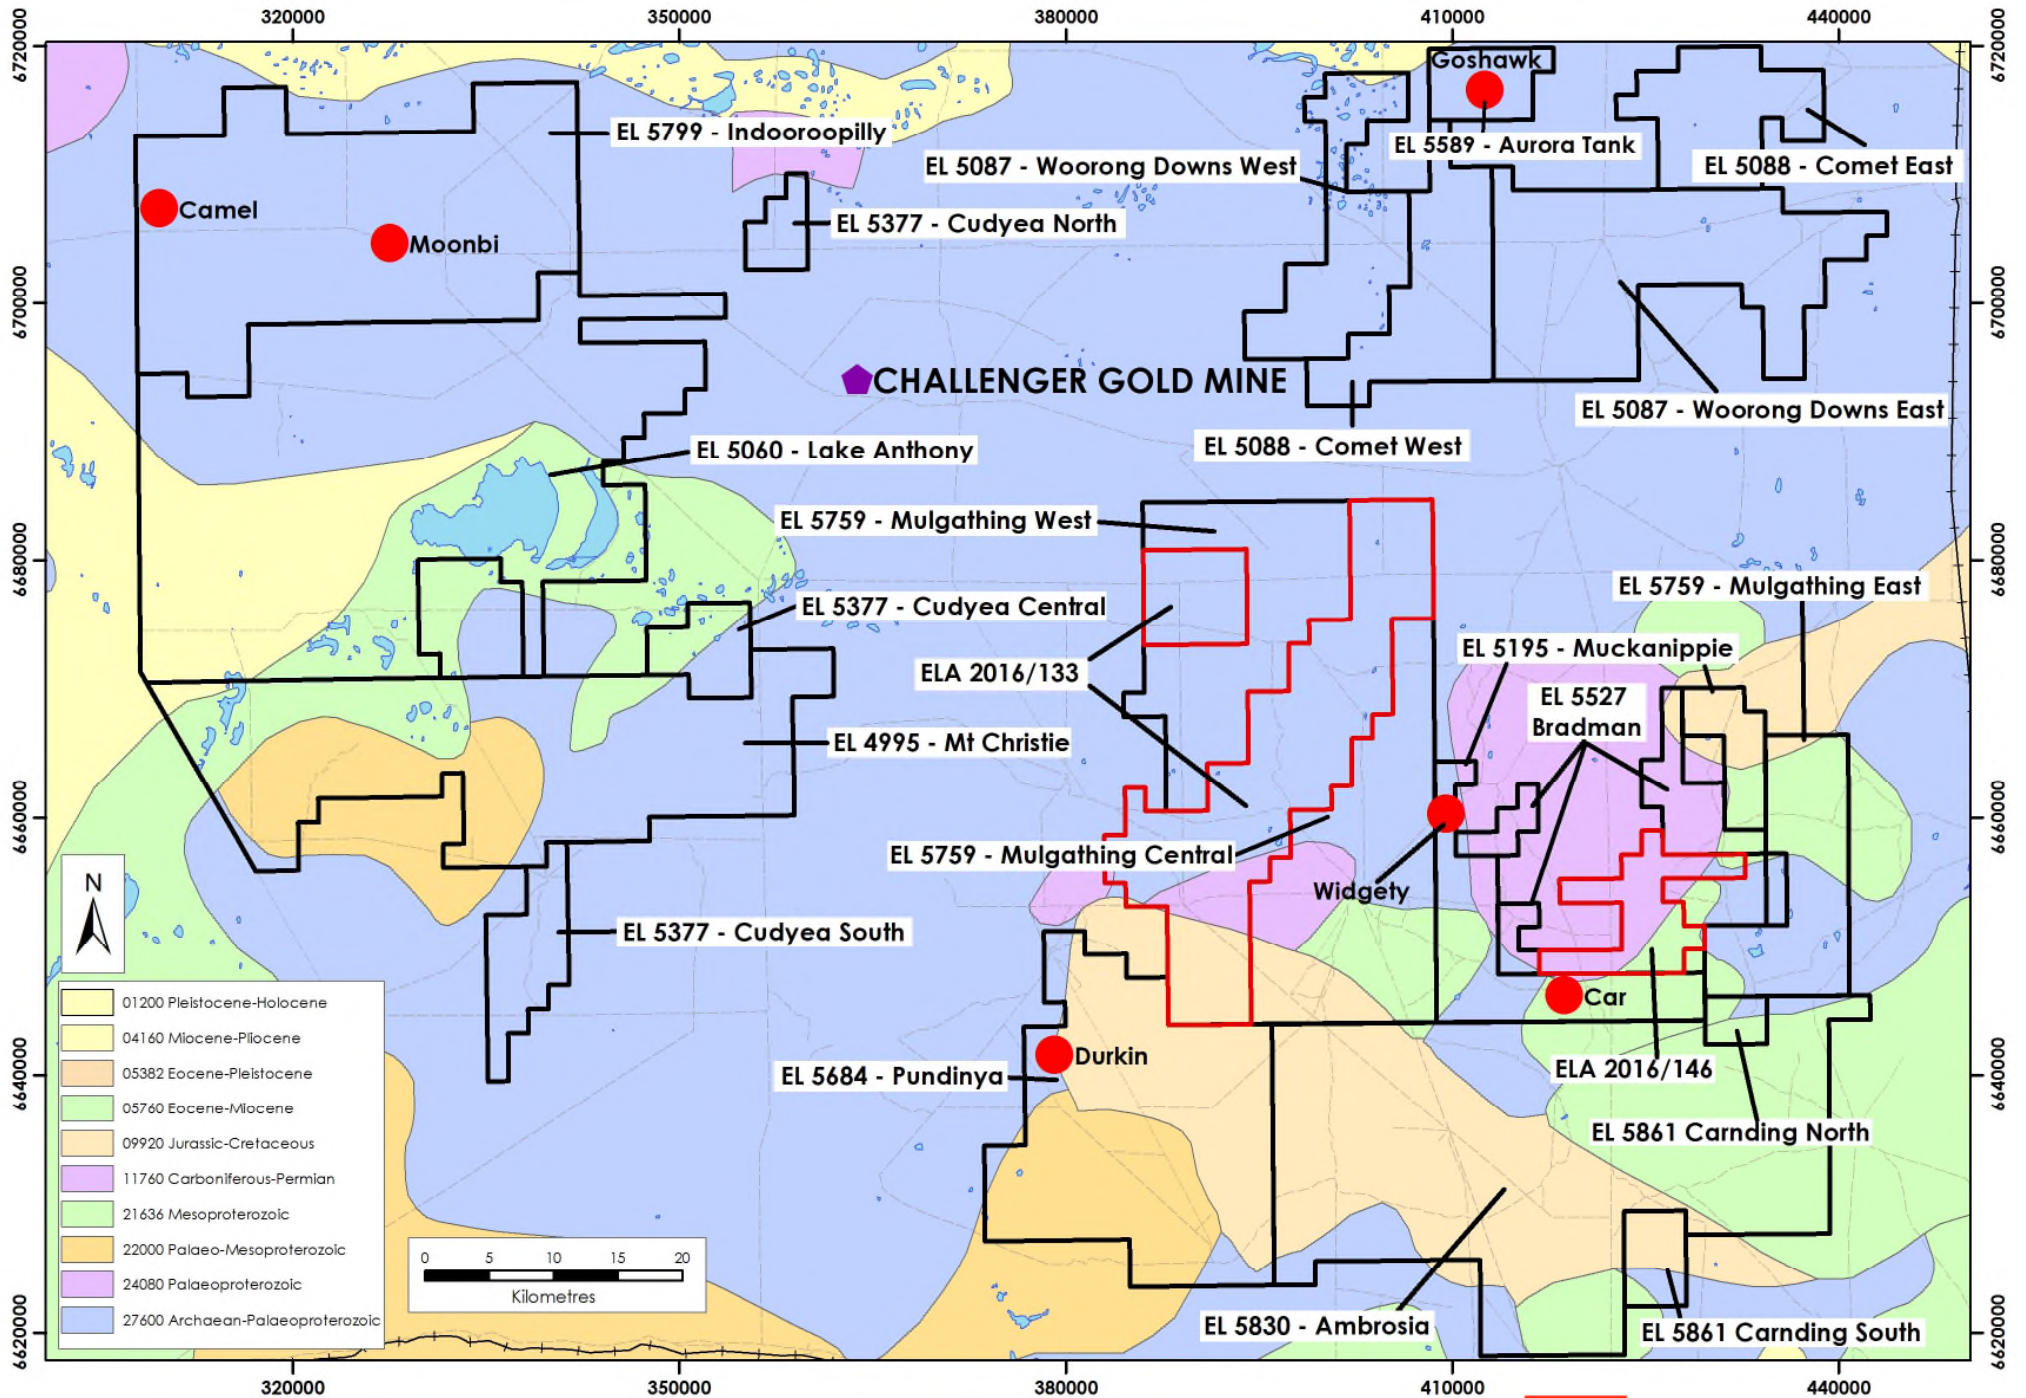 320000 350000 380000 410000 440000
6720000 6720000
Goshawk
EL 5799 - Indooroopilly
EL 5589 - Aurora Tank
EL 5087 - Woorong Downs West
EL 5088 - Comet East
Camel
EL 5377 - Cudyea North
Moonbi
6700000 6700000
CHALLENGER GOLD MINE
EL 5087 - Woorong Downs East
EL 5088 - Comet West
EL 5060 - Lake Anthony
EL 5759 - Mulgathing West
6680000 6680000
EL 5759 - Mulgathing East
EL 5377 - Cudyea Central
EL 5195 - Muckanippie
ELA 2016/133
EL 5527
Bradman
EL 4995 - Mt Christie
6660000 6660000
EL 5759 - Mulgathing Central
Widgety
N
EL 5377 - Cudyea South
Car
01200 Pleistocene-Holocene
04160 Miocene-Pliocene
05382 Eocene-Pleistocene
05760 Eocene-Miocene
09920 Jurassic-Cretaceous
11760 Carboniferous-Permian
21636 Mesoproterozoic
22000 Palaeo-Mesoproterozoic
24080 Palaeoproterozoic
27600 Archaean-Palaeoproterozoic
Durkin
EL 5684 - Pundinya
ELA 2016/146
6640000 6640000
EL 5861 Carnding North
0 5 10 15 20
Kilometres
EL 5830 - Ambrosia
EL 5861 Carnding South
6620000 6620000
320000 350000 380000 410000 440000